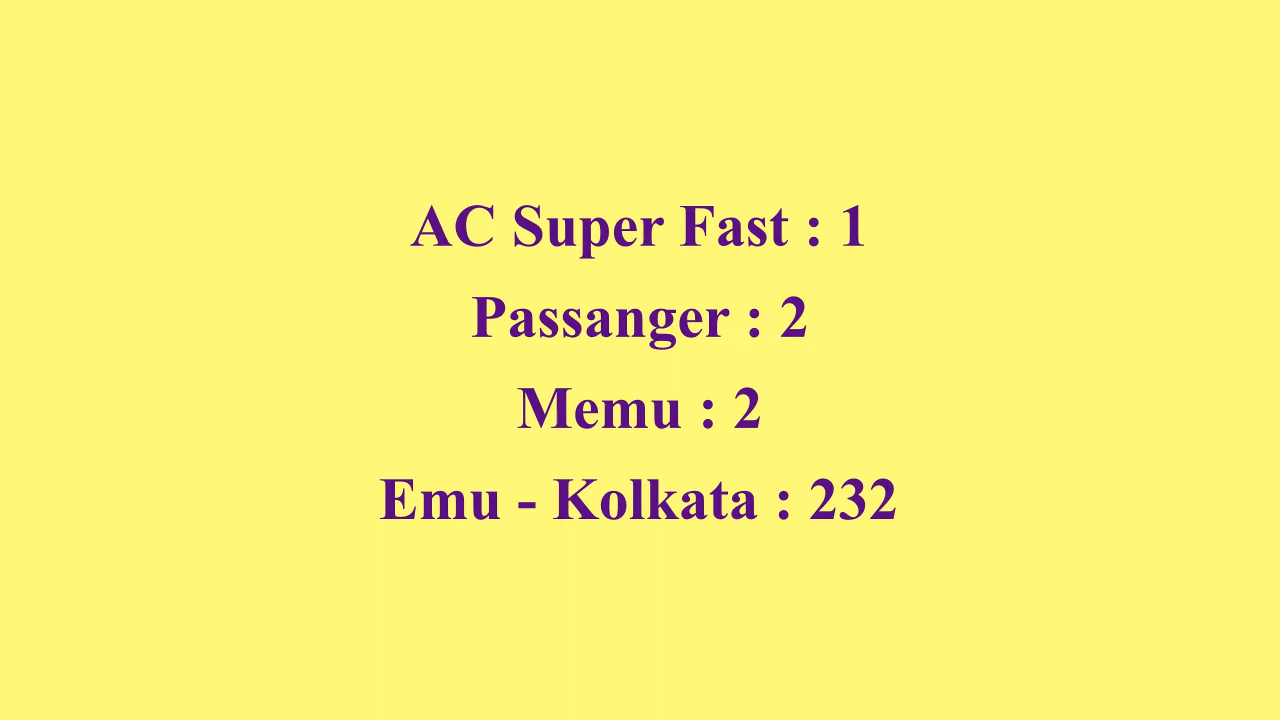 AC Super Fast : 1
Passanger : 2
Memu : 2
Emu - Kolkata : 232